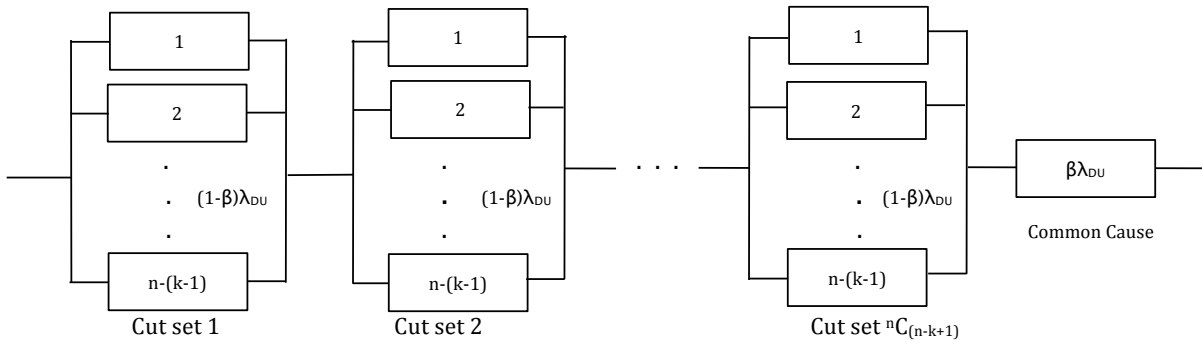 1
2
.
.
.
(1-β)λDU
n-(k-1)
Cut set 1
1
2
.
.
.
(1-β)λDU
n-(k-1)
Cut set 2
. . .
1
2
.
.
.
(1-β)λDU
n-(k-1)
Cut set ⁿC(n-k+1)
βλDU
Common Cause